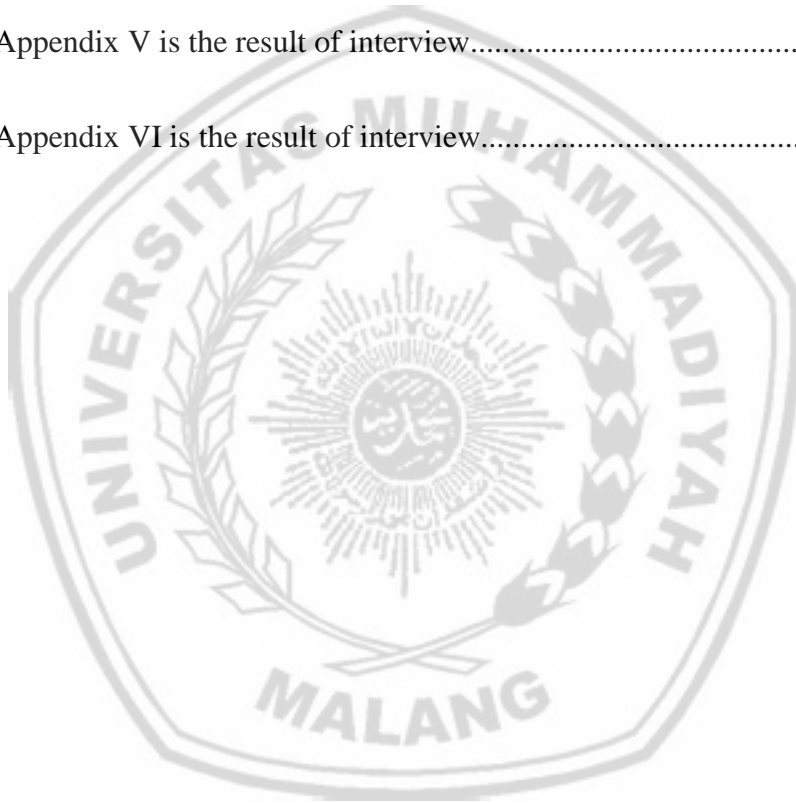 Appendix V is the result of interview.........................................
Appendix VI is the result of interview........................................
UNIVERSITAS MUHAMMADIYAH
MALANG